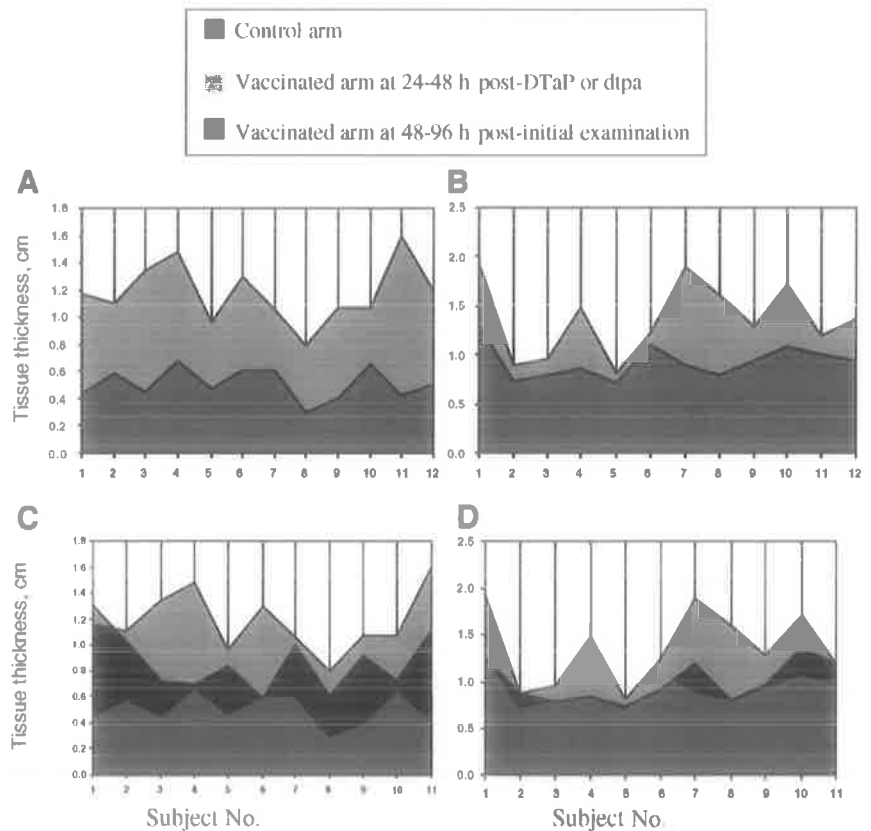 Control arm
Vaccinated arm at 24-48 h post-DTaP or dtpa
Vaccinated arm at 48-96 h post-initial examination
A
B
Tissue thickness, cm
1.8
1.6
1.4
1.2
1.0
0.8
0.6
0.4
0.2
0.0
1 2 3 4 5 6 7 8 9 10 11 12
2.5
2.0
1.5
1.0
0.5
0.0
1 2 3 4 5 6 7 8 9 10 11 12
C
D
Tissue thickness, cm
1.8
1.6
1.4
1.2
1.0
0.8
0.6
0.4
0.2
0.0
1 2 3 4 5 6 7 8 9 10 11
2.5
2.0
1.5
1.0
0.5
0.0
1 2 3 4 5 6 7 8 9 10 11
Subject No.
Subject No.